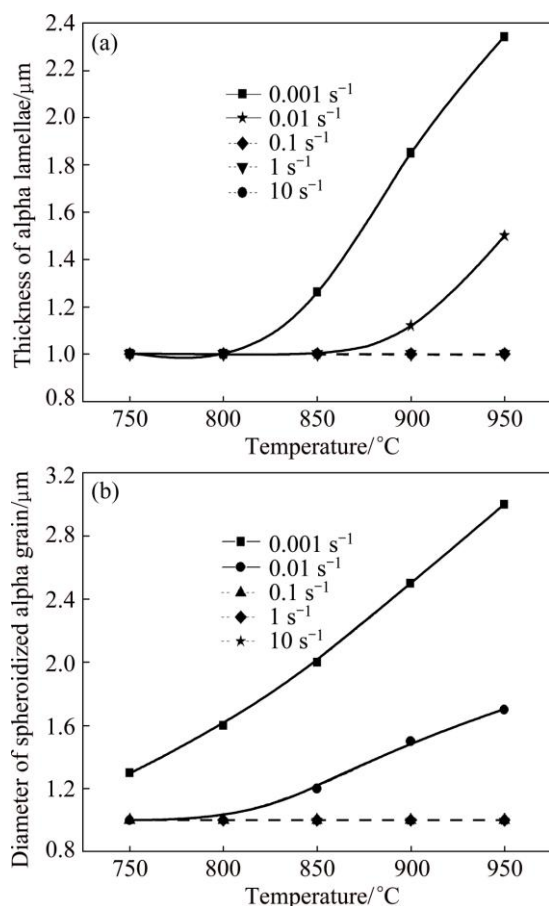 (a)
Thickness of alpha lamellae/μm
2.4
2.2
2.0
1.8
1.6
1.4
1.2
1.0
0.8
0.001 s⁻¹
0.01 s⁻¹
0.1 s⁻¹
1 s⁻¹
10 s⁻¹
750 800 850 900 950
Temperature/°C
(b)
Diameter of spheroidized alpha grain/μm
3.2
2.8
2.4
2.0
1.6
1.2
0.8
0.001 s⁻¹
0.01 s⁻¹
0.1 s⁻¹
1 s⁻¹
10 s⁻¹
750 800 850 900 950
Temperature/°C